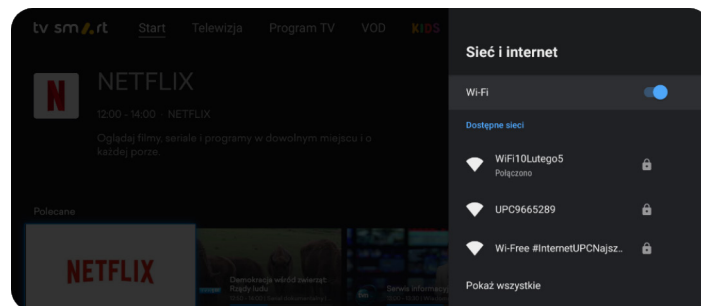 tv smart
Start
Telewizja
Program TV
VOD
KIDS
NETFLIX
12:00 - 14:00 · NETFLIX
Oglądaj filmy, seriale i programy w dowolnym miejscu i o
każdej porze.
Polecane
NETFLIX
Demokracja wśród zwierząt:
Rządy ludu
Serwis informacyj
Sieć i internet
Wi-Fi
Dostępne sieci
WiFi10Lutego5
Połączono
UPC9665289
Wi-Free #InternetUPCNajsz..
Pokaż wszystkie